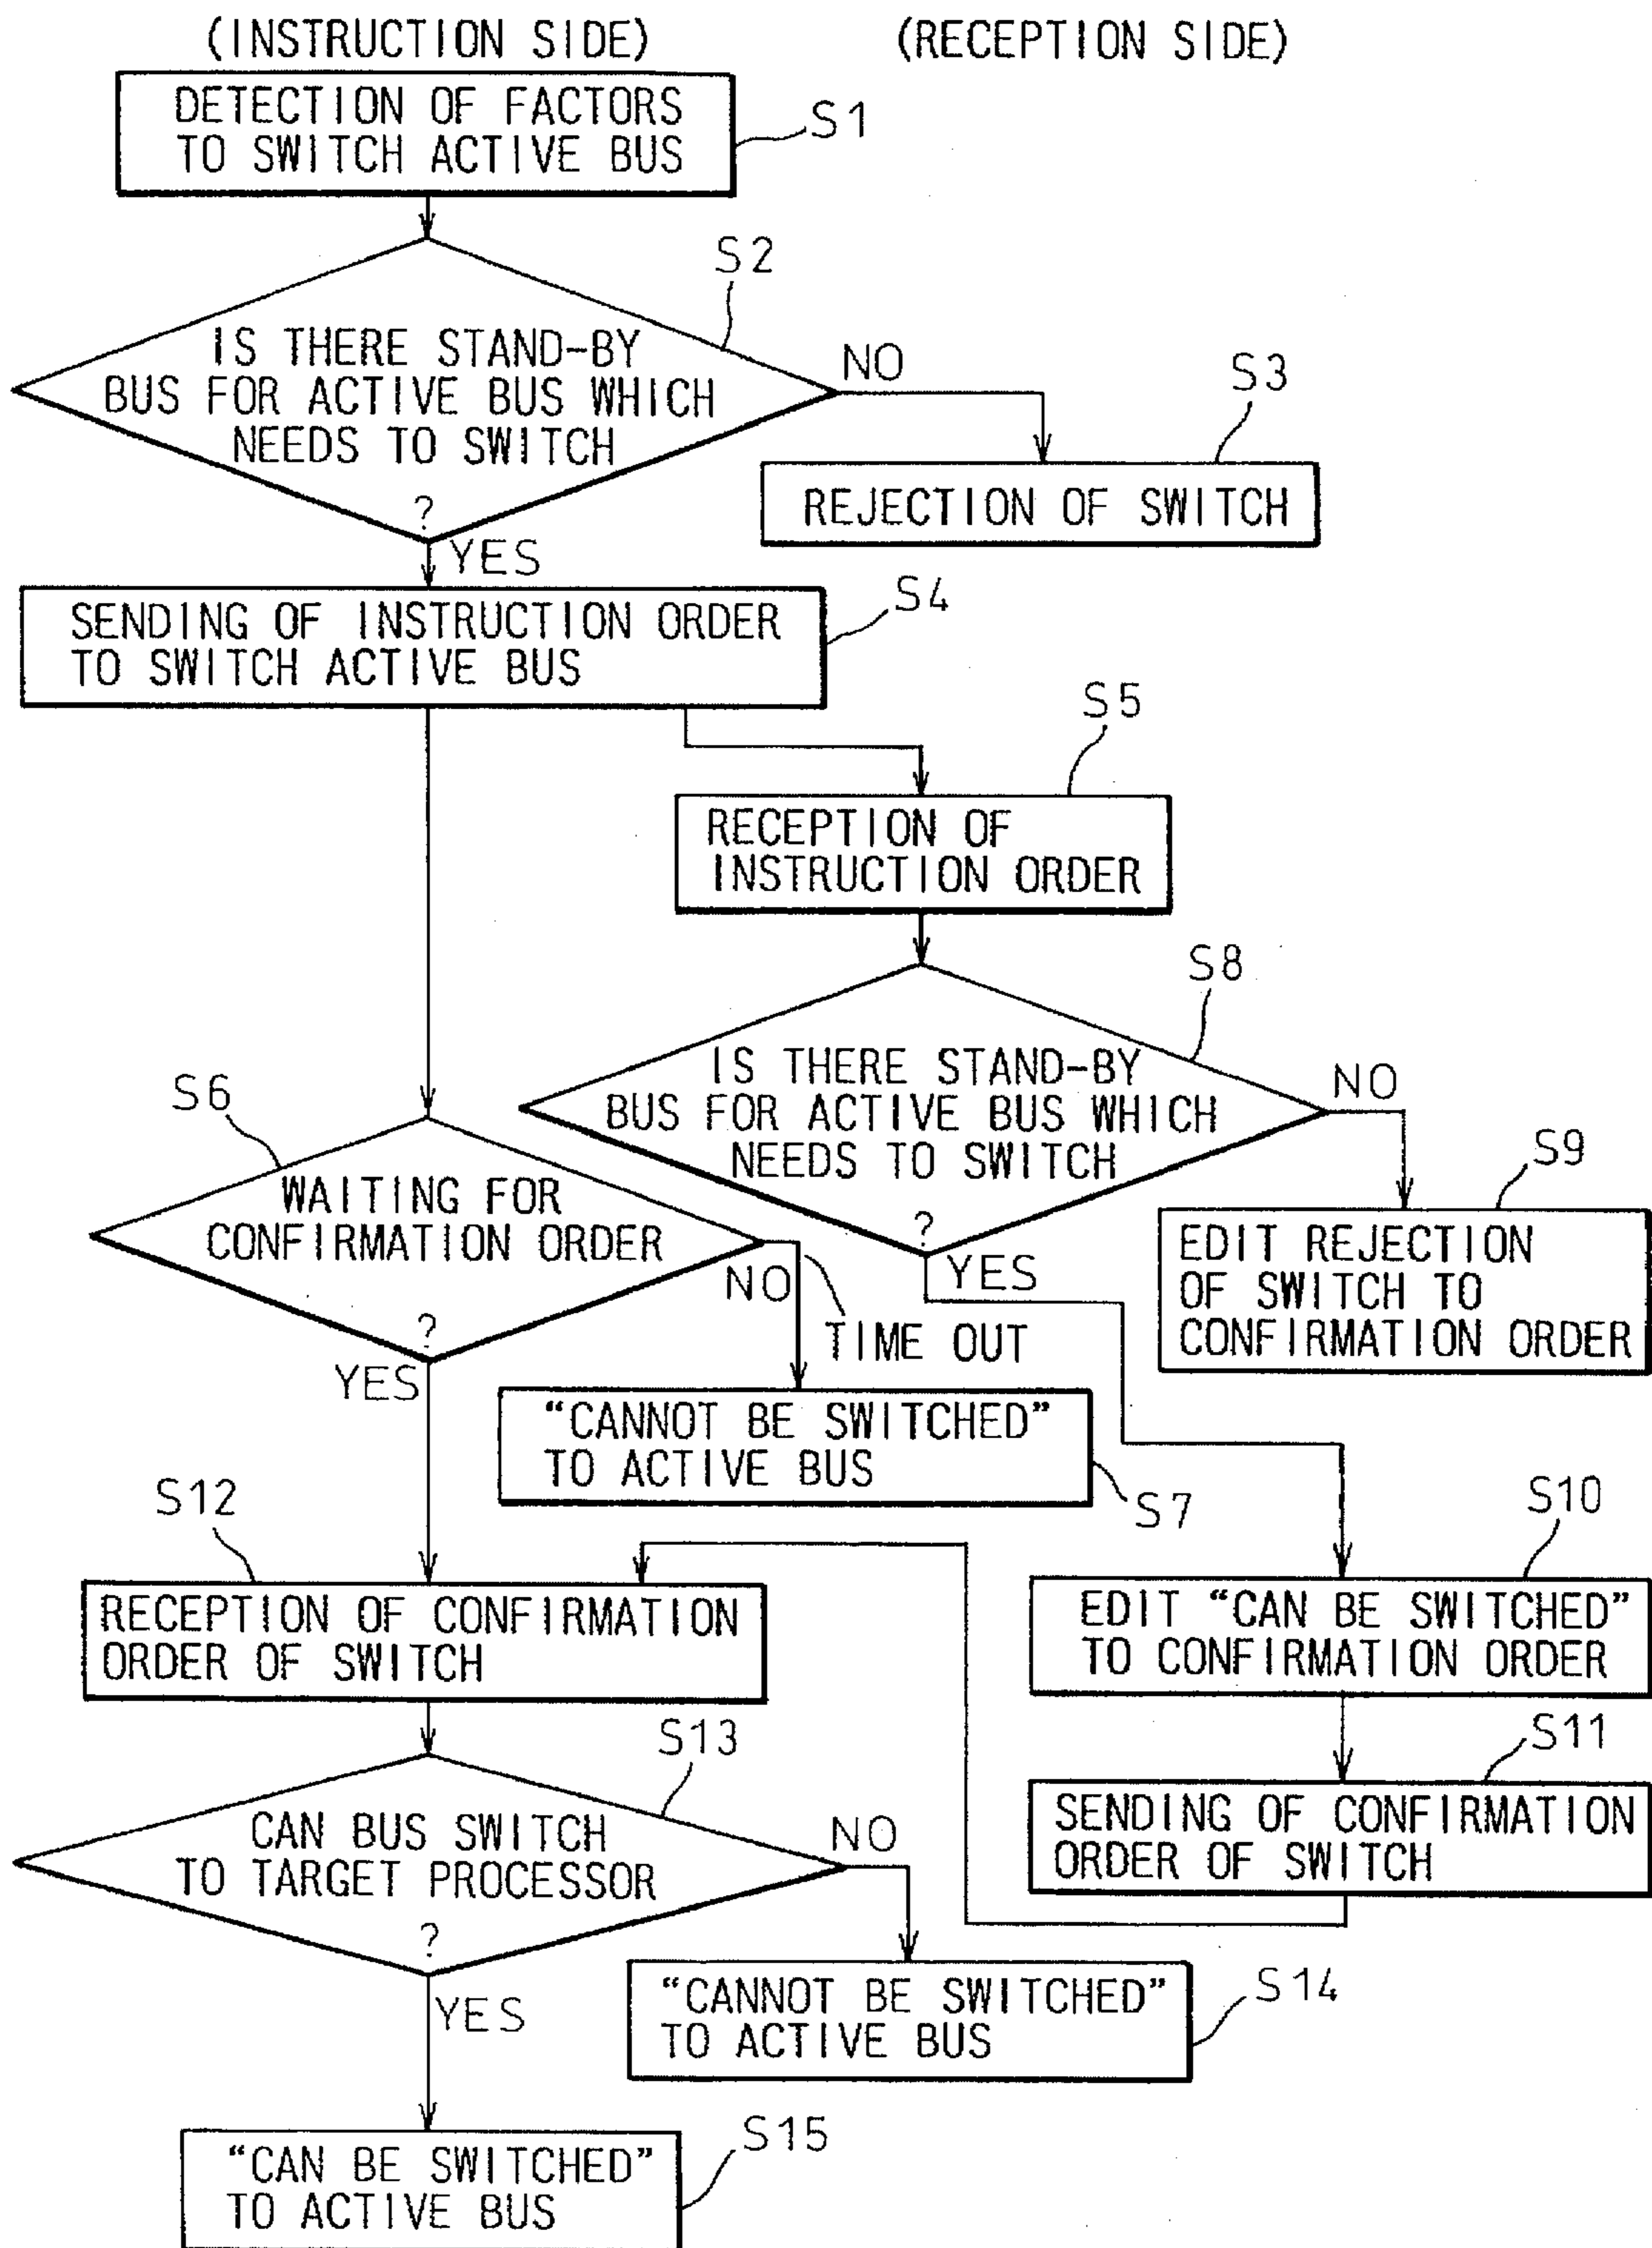 (INSTRUCTION SIDE)
(RECEPTION SIDE)
DETECTION OF FACTORS
TO SWITCH ACTIVE BUS
S1
S2
IS THERE STAND-BY
BUS FOR ACTIVE BUS WHICH
NEEDS TO SWITCH
?
NO
S3
REJECTION OF SWITCH
YES
S4
SENDING OF INSTRUCTION ORDER
TO SWITCH ACTIVE BUS
S5
RECEPTION OF
INSTRUCTION ORDER
S8
IS THERE STAND-BY
BUS FOR ACTIVE BUS WHICH
NEEDS TO SWITCH
?
NO
S9
EDIT REJECTION
OF SWITCH TO
CONFIRMATION ORDER
YES
S6
WAITING FOR
CONFIRMATION ORDER
?
NO
TIME OUT
YES
"CANNOT BE SWITCHED"
TO ACTIVE BUS
S7
S10
EDIT "CAN BE SWITCHED"
TO CONFIRMATION ORDER
S11
SENDING OF CONFIRMATION
ORDER OF SWITCH
S12
RECEPTION OF CONFIRMATION
ORDER OF SWITCH
S13
CAN BUS SWITCH
TO TARGET PROCESSOR
?
NO
"CANNOT BE SWITCHED"
TO ACTIVE BUS
S14
YES
S15
"CAN BE SWITCHED"
TO ACTIVE BUS